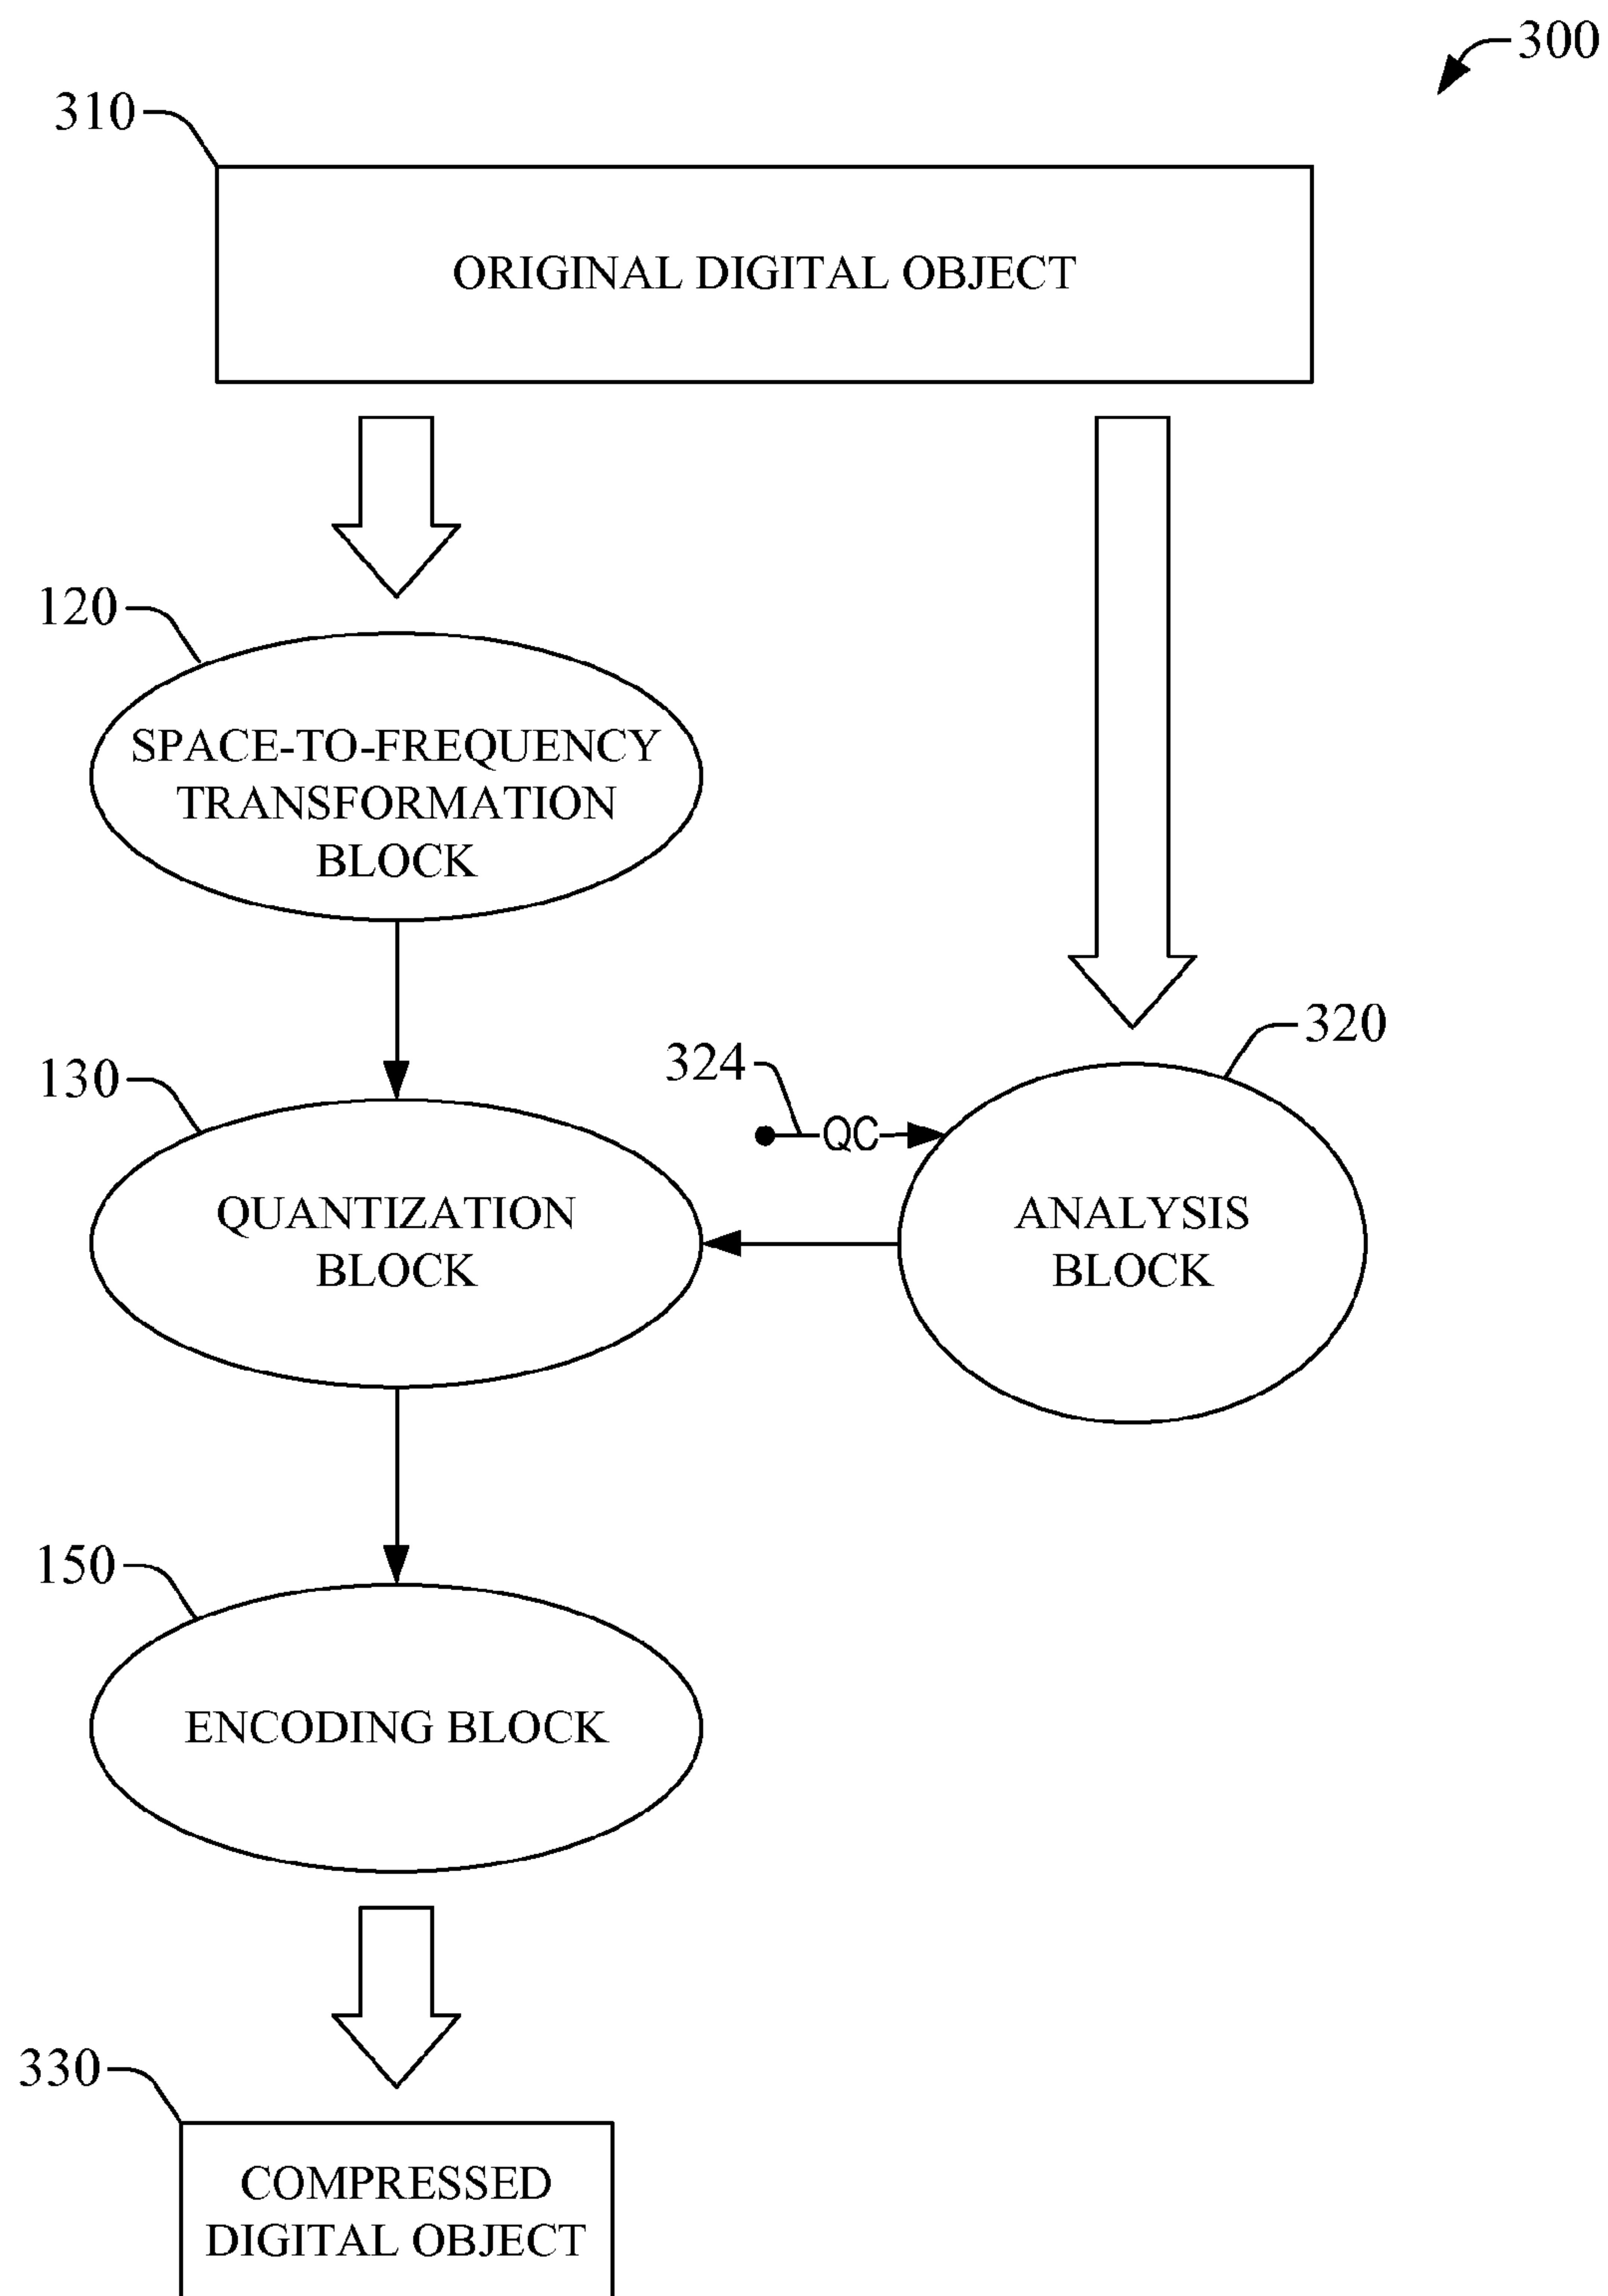 300
310
ORIGINAL DIGITAL OBJECT
120
SPACE-TO-FREQUENCY
TRANSFORMATION
BLOCK
320
324
QC
130
QUANTIZATION
BLOCK
ANALYSIS
BLOCK
150
ENCODING BLOCK
330
COMPRESSED
DIGITAL OBJECT